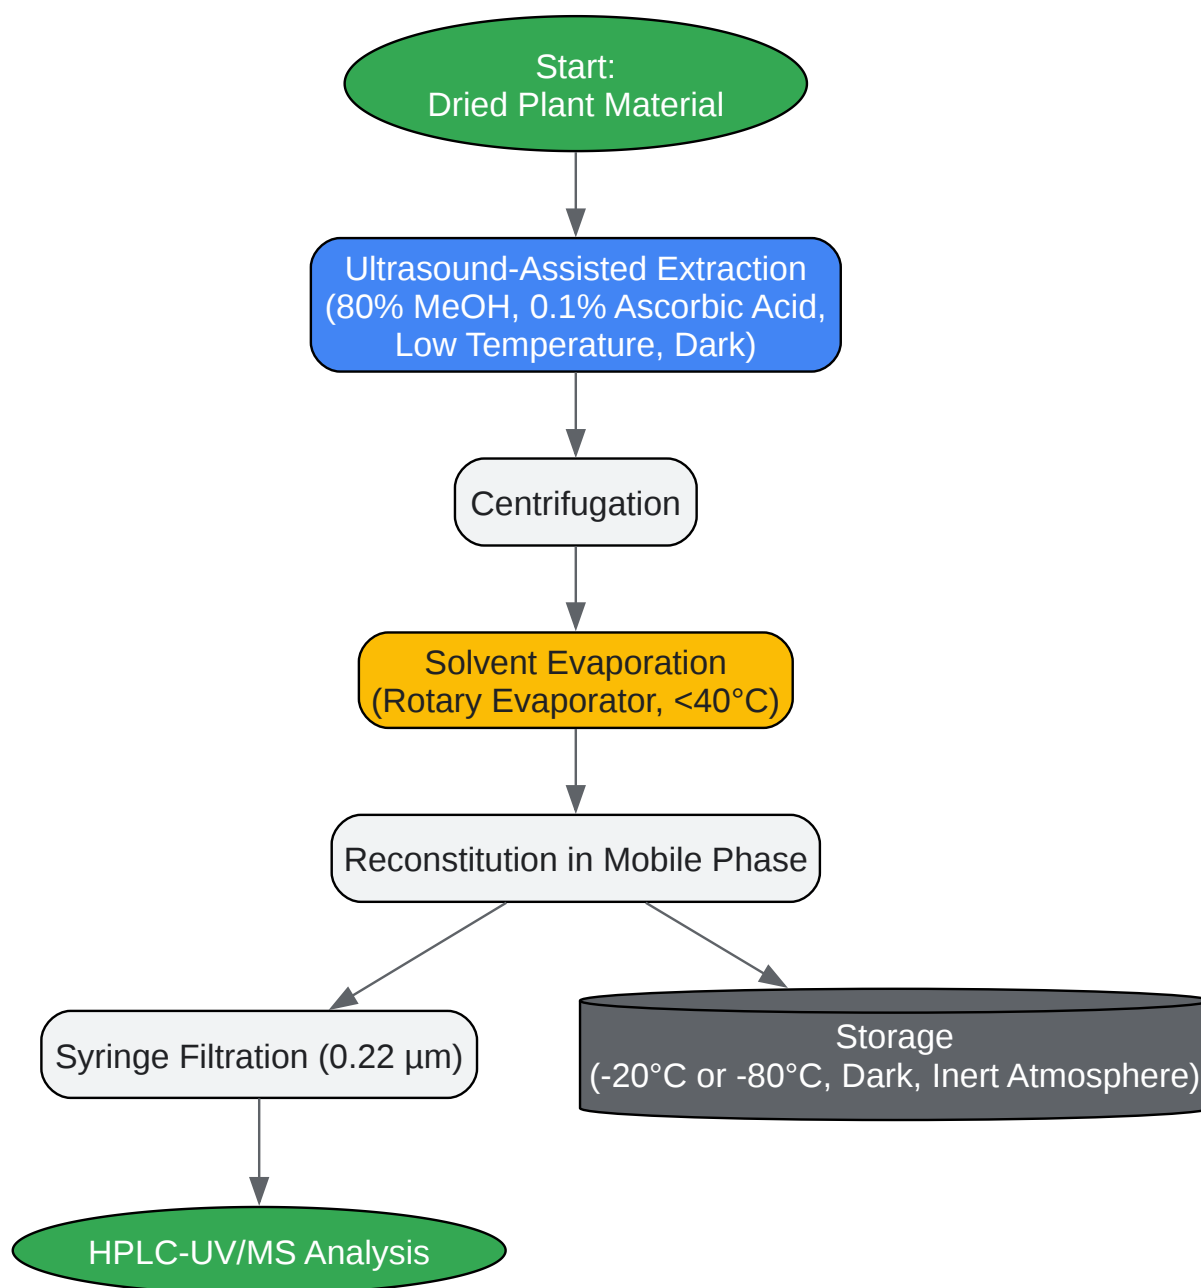 Start:
Dried Plant Material
Ultrasound-Assisted Extraction
(80% MeOH, 0.1% Ascorbic Acid,
Low Temperature, Dark)
Centrifugation
Solvent Evaporation
(Rotary Evaporator, <40°C)
Reconstitution in Mobile Phase
Syringe Filtration (0.22 µm)
Storage
(-20°C or -80°C, Dark, Inert Atmosphere)
HPLC-UV/MS Analysis